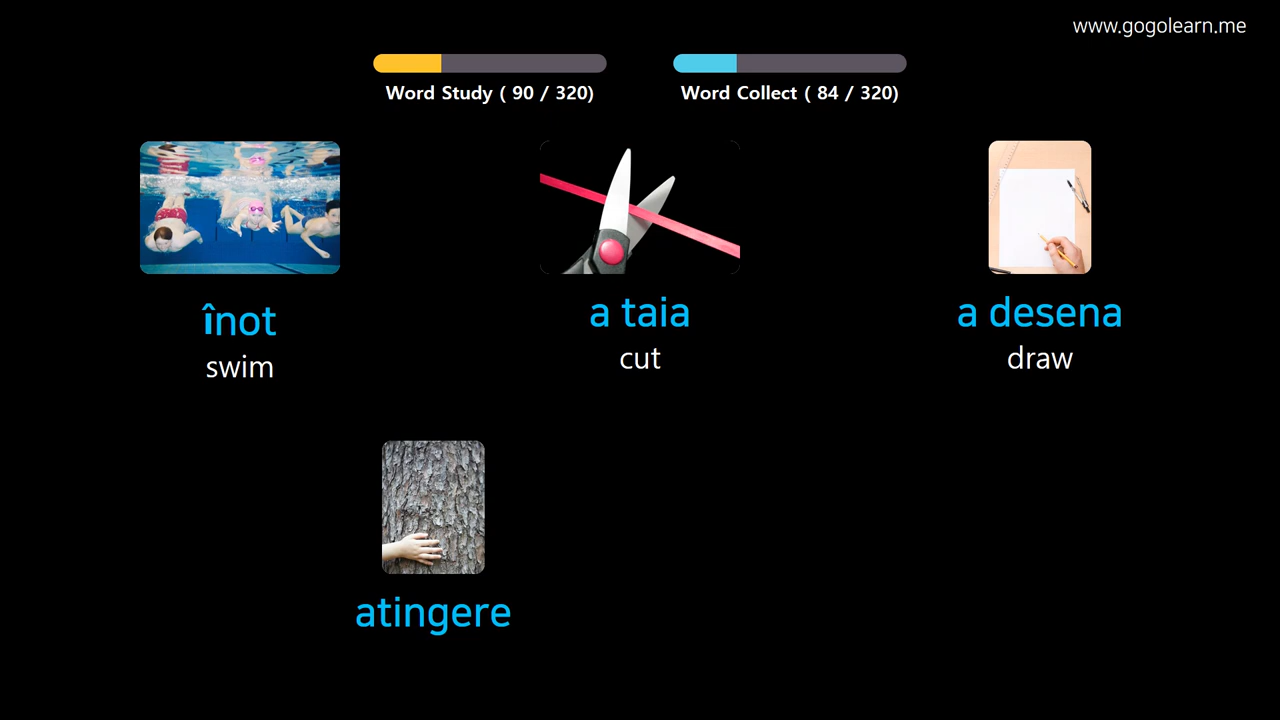 www.gogolearn.me
Word Study ( 90 / 320)
Word Collect ( 84 / 320)
înot
swim
a taia
cut
a desena
draw
atingere